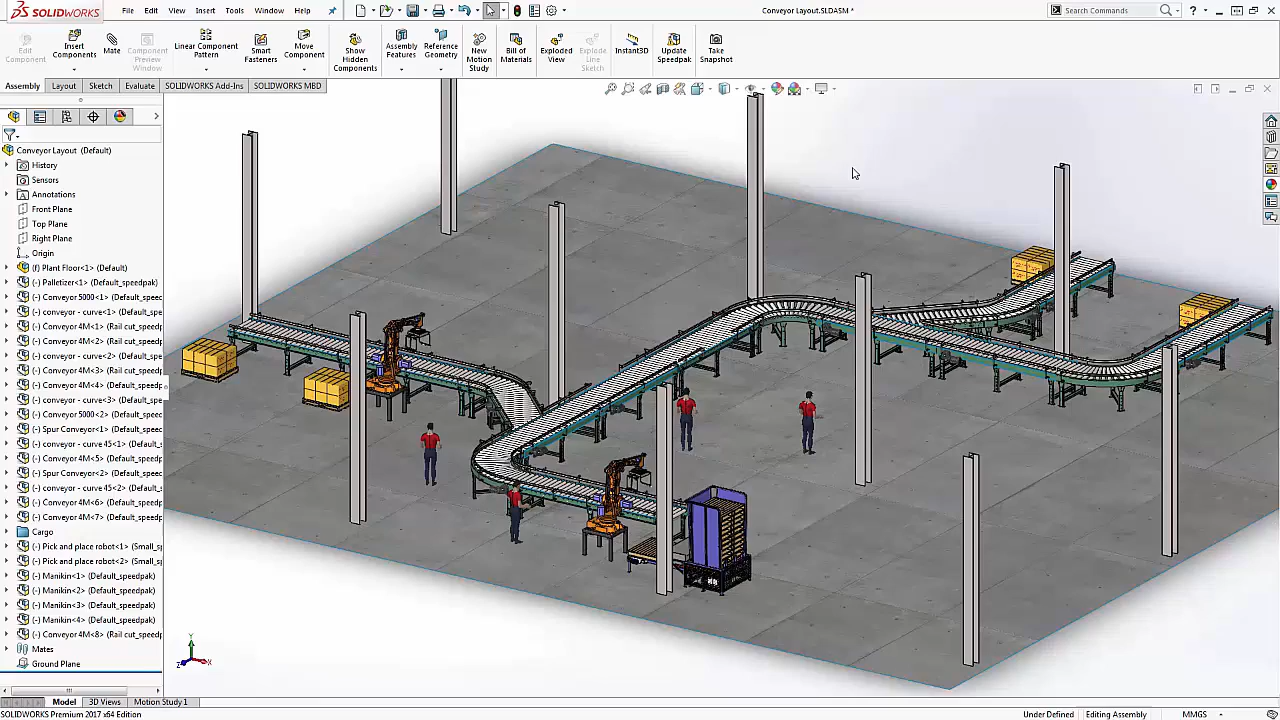 SOLIDWORKS
File Edit View Insert Tools Window Help
Conveyor Layout.SLDASM *
Search Commands
Edit Component
Insert Components
Mate
Component Preview Window
Linear Component Pattern
Smart Fasteners
Move Component
Show Hidden Components
Assembly Features
Reference Geometry
New Motion Study
Bill of Materials
Exploded View
Explode Line Sketch
Instant3D
Update Speedpak
Take Snapshot
Assembly Layout Sketch Evaluate SOLIDWORKS Add-Ins SOLIDWORKS MBD
Conveyor Layout (Default)
History
Sensors
Annotations
Front Plane
Top Plane
Right Plane
Origin
(f) Plant Floor<1> (Default)
(-) Palletizer<1> (Default_speedpak)
(-) Conveyor 5000<1> (Default_speec
(-) conveyor - curve<1> (Default_spe
(-) Conveyor 4M<1> (Rail cut_speedp
(-) Conveyor 4M<2> (Rail cut_speedp
(-) conveyor - curve<2> (Default_spe
(-) Conveyor 4M<3> (Rail cut_speedp
(-) Conveyor 4M<4> (Default_speedp
(-) conveyor - curve<3> (Default_spe
(-) Conveyor 5000<2> (Default_speec
(-) Spur Conveyor<1> (Default_speed
(-) conveyor - curve 45<1> (Default_s
(-) Conveyor 4M<5> (Default_speedp
(-) Spur Conveyor<2> (Default_speed
(-) conveyor - curve 45<2> (Default_s
(-) Conveyor 4M<6> (Default_speedp
(-) Conveyor 4M<7> (Default_speedp
Cargo
(-) Pick and place robot<1> (Small_sp
(-) Pick and place robot<2> (Small_sp
(-) Manikin<1> (Default_speedpak)
(-) Manikin<2> (Default_speedpak)
(-) Manikin<3> (Default_speedpak)
(-) Manikin<4> (Default_speedpak)
(-) Conveyor 4M<8> (Rail cut_speedp
Mates
Ground Plane
Y
Z X
Model 3D Views Motion Study 1
SOLIDWORKS Premium 2017 x64 Edition
Under Defined Editing Assembly MMGS